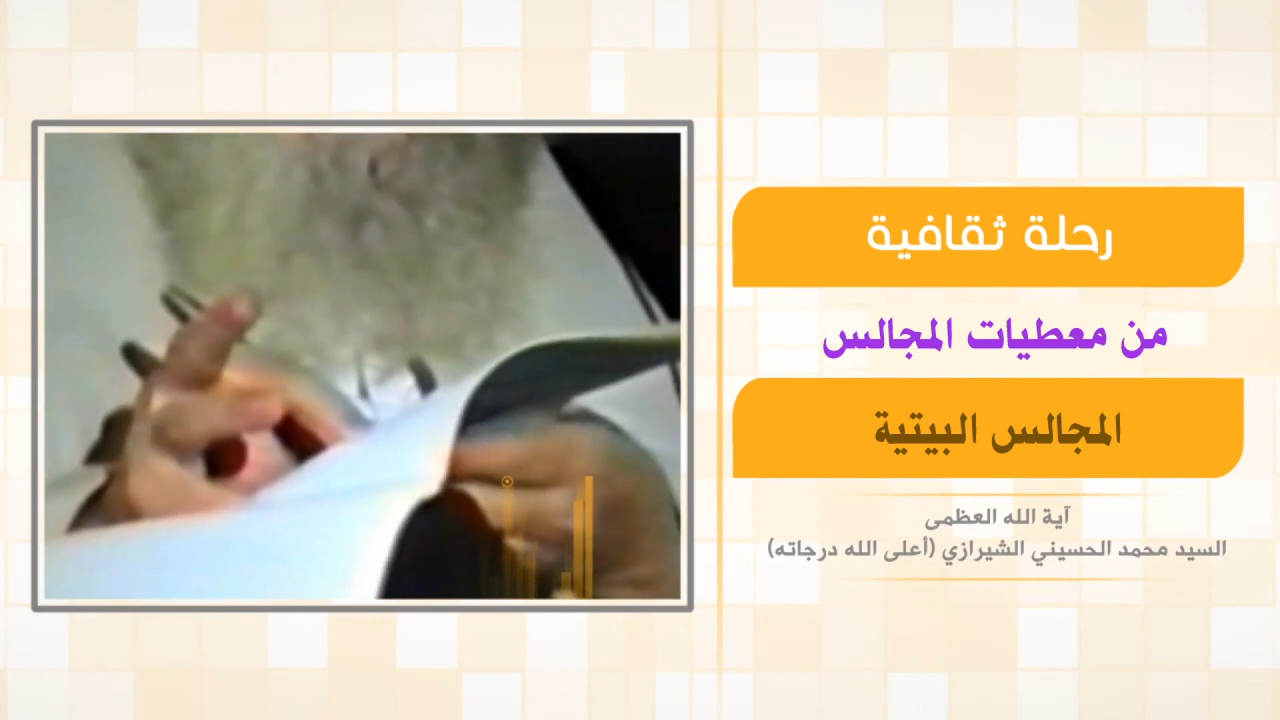 رحلة ثقافية
من معطيات المجالس
المجالس البيتية
آية الله العظمى
السيد محمد الحسيني الشيرازي (أعلى الله درجاته)